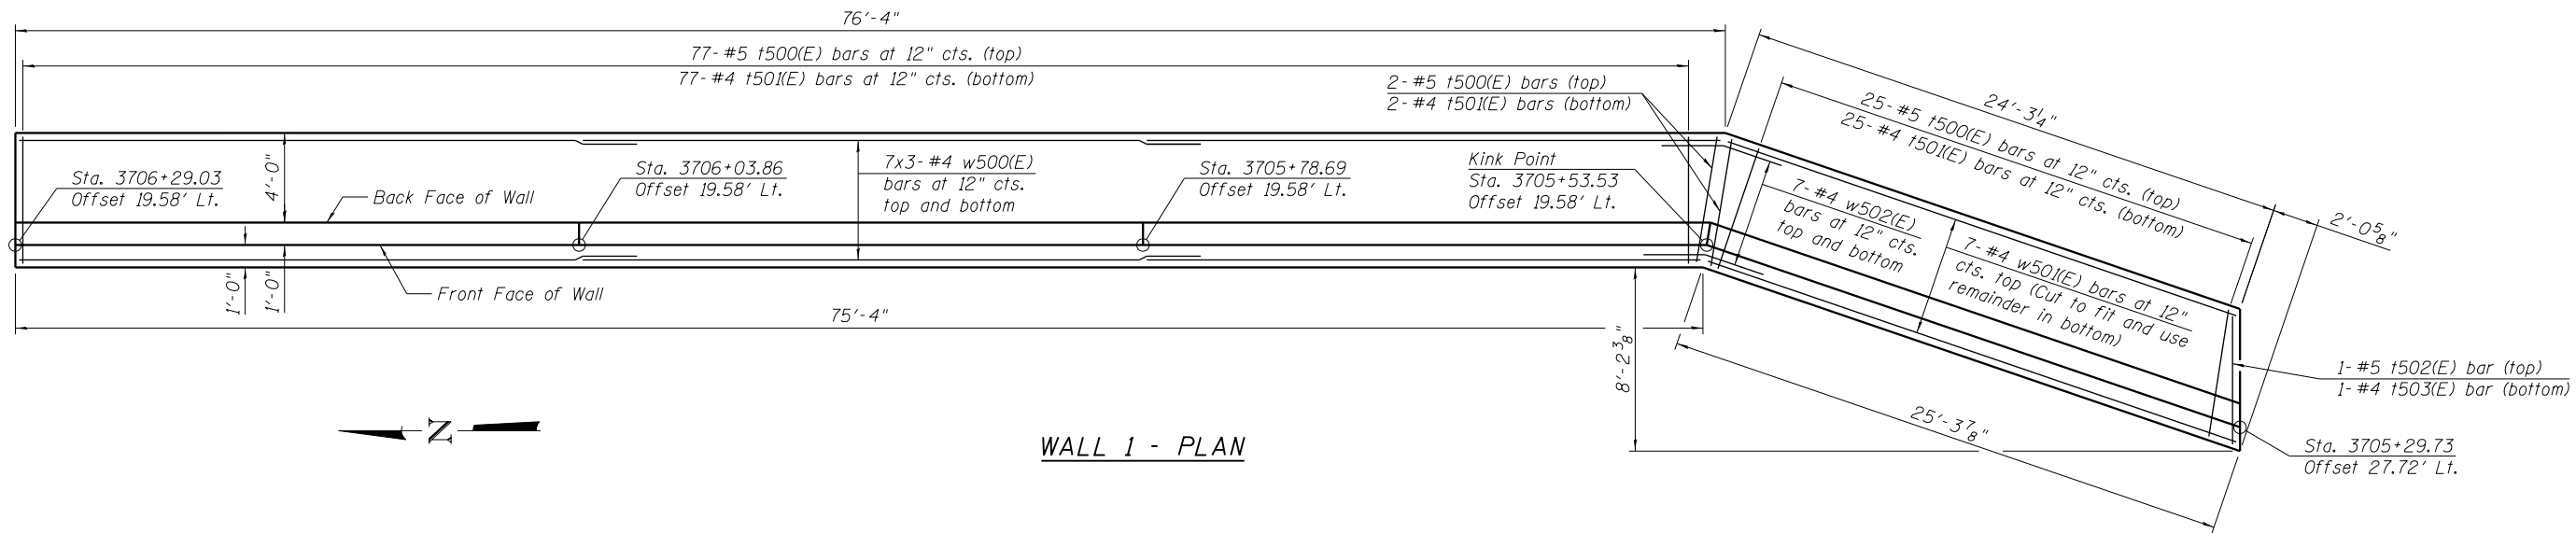 76'-4"
77-#5 t500(E) bars at 12" cts. (top)
77-#4 t501(E) bars at 12" cts. (bottom)
2-#5 t500(E) bars (top)
2-#4 t501(E) bars (bottom)
25-#5 t500(E) bars at 12" cts. (top)
25-#4 t501(E) bars at 12" cts. (bottom)
24'-3 1/4"
2'-0 5/8"
Sta. 3706+29.03
Offset 19.58' Lt.
4'-0"
Back Face of Wall
Sta. 3706+03.86
Offset 19.58' Lt.
7x3-#4 w500(E)
bars at 12" cts.
top and bottom
Sta. 3705+78.69
Offset 19.58' Lt.
Kink Point
Sta. 3705+53.53
Offset 19.58' Lt.
7-#4 w502(E)
bars at 12" cts.
top and bottom
7-#4 w501(E) bars at 12"
cts. top (Cut to fit and use
remainder in bottom)
1'-0"
1'-0"
Front Face of Wall
75'-4"
8'-2 3/8"
25'-3 7/8"
1-#5 t502(E) bar (top)
1-#4 t503(E) bar (bottom)
Sta. 3705+29.73
Offset 27.72' Lt.
N
WALL 1 - PLAN